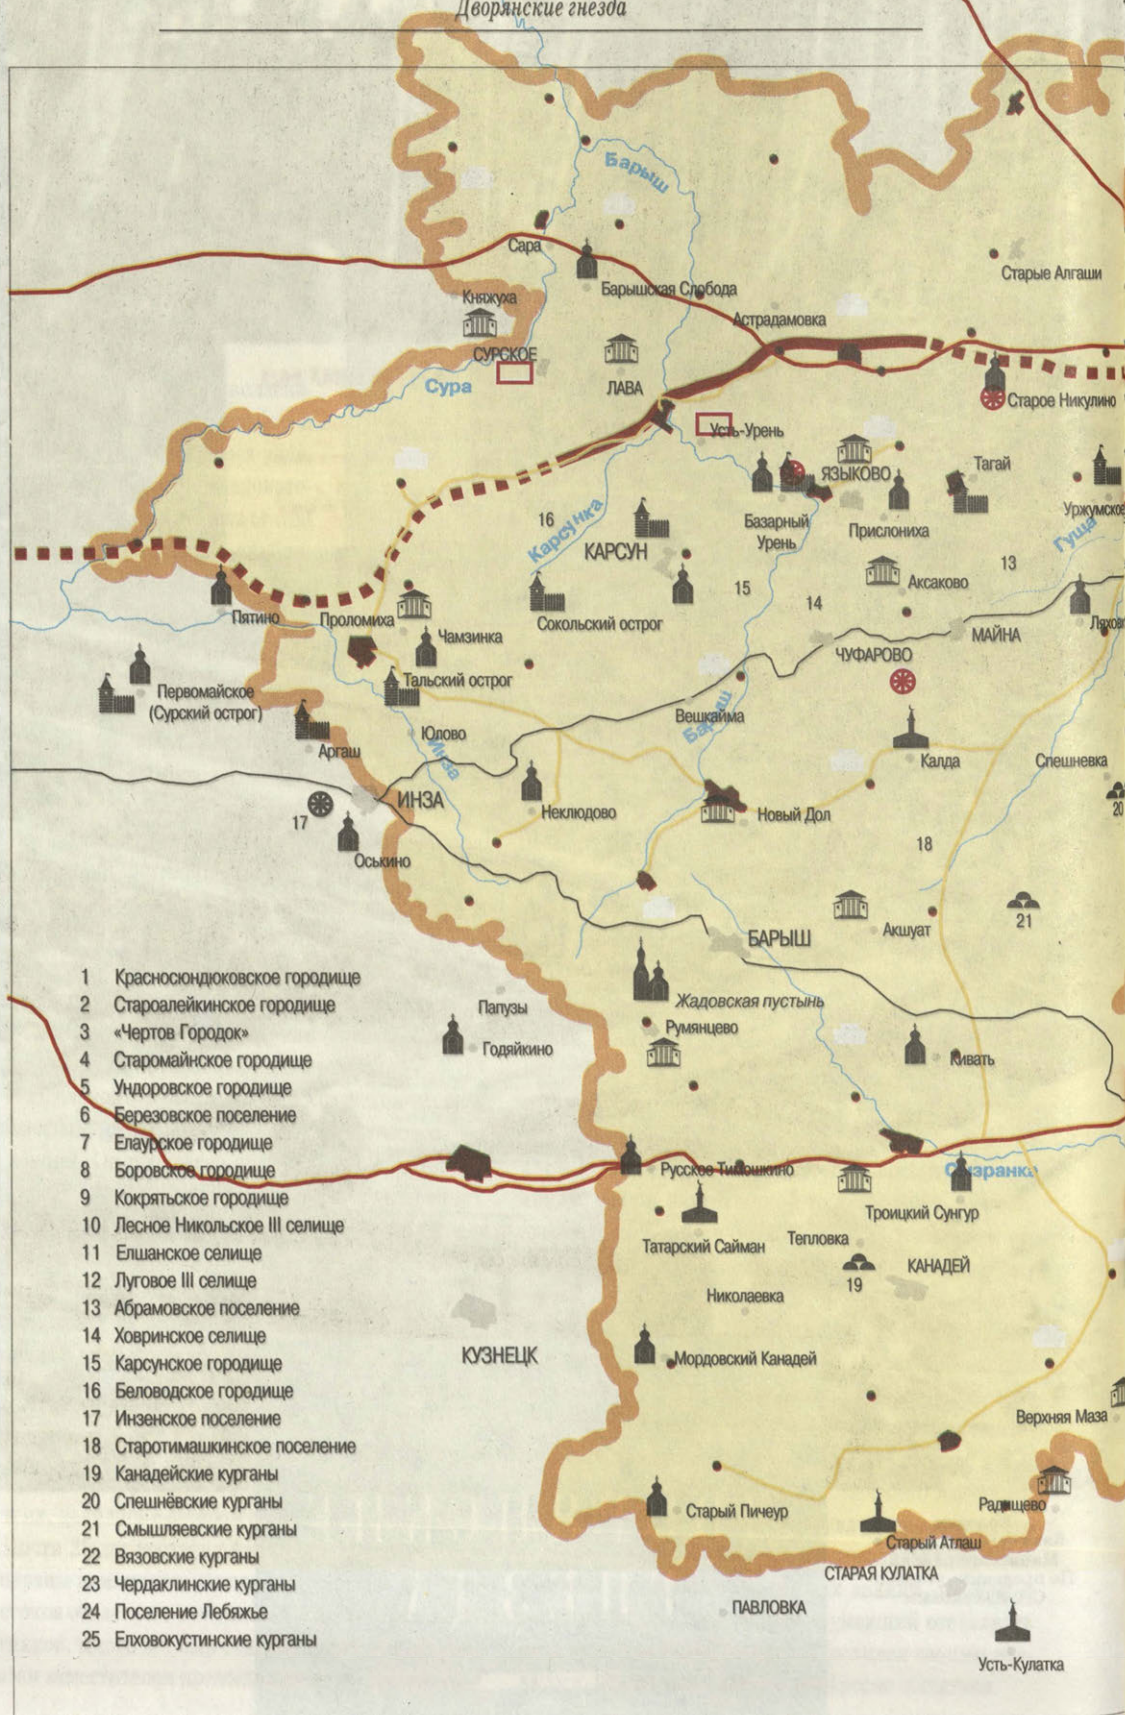 Дворянские гнезда
Барыш
Сара
Старые Алгаши
Барышская Слобода
Княжуха
Астрадамовка
СУРСКОЕ
Сура
ЛАВА
Старое Никулино
Усть-Урень
ЯЗЫКОВО
Тагай
Базарный
Урень
Прислониха
Уржумское
Гуща
16
Карсунка
КАРСУН
13
15
Аксаково
14
Пятино
Проломиха
Чамзинка
Сокольский острог
МАЙНА
ЧУФАРОВО
Первомайское
(Сурский острог)
Тальский острог
Вешкайма
Барыш
Аргаш
Юлово
Инза
Калда
Спешневка
ИНЗА
17
Неклюдово
Новый Дол
20
Оськино
18
Акшуат
21
БАРЫШ
Жадовская пустынь
Папузы
Румянцево
Годяйкино
Кивать
1 Красносюндюковское городище
2 Староалейкинское городище
3 «Чертов Городок»
4 Старомайнское городище
5 Ундоровское городище
6 Березовское поселение
7 Елаурское городище
8 Боровское городище
9 Кокрятьское городище
10 Лесное Никольское III селище
11 Елшанское селище
12 Луговое III селище
13 Абрамовское поселение
14 Ховринское селище
15 Карсунское городище
16 Беловодское городище
17 Инзенское поселение
18 Старотимашкинское поселение
19 Канадейские курганы
20 Спешнёвские курганы
21 Смышляевские курганы
22 Вязовские курганы
23 Чердаклинские курганы
24 Поселение Лебяжье
25 Елховокустинские курганы
Русское Тимошкино
Сызранка
Троицкий Сунгур
Татарский Сайман
Тепловка
КАНАДЕЙ
19
Николаевка
КУЗНЕЦК
Мордовский Канадей
Верхняя Маза
Старый Пичеур
Радищево
Старый Атлаш
СТАРАЯ КУЛАТКА
ПАВЛОВКА
Усть-Кулатка